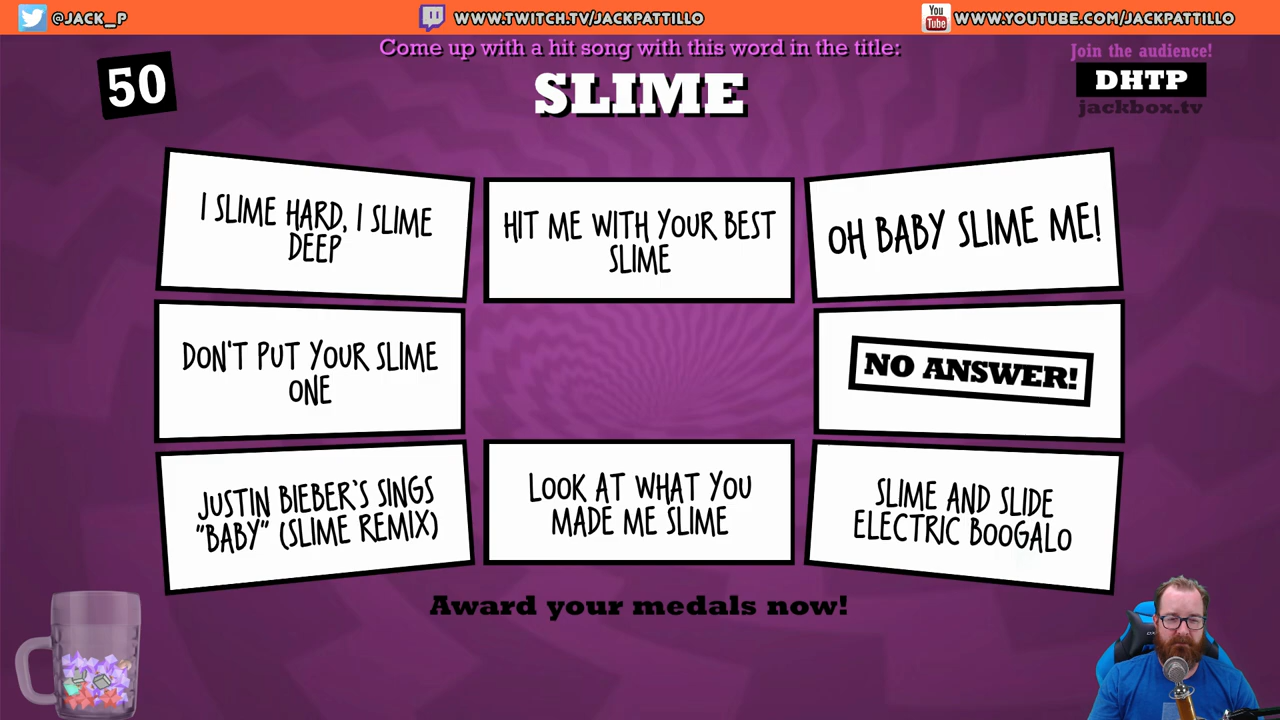 @JACK_P
WWW.TWITCH.TV/JACKPATTILLO
You
Tube
WWW.YOUTUBE.COM/JACKPATTILLO
Come up with a hit song with this word in the title:
SLIME
50
Join the audience!
DHTP
jackbox.tv
I SLIME HARD, I SLIME
DEEP
HIT ME WITH YOUR BEST
SLIME
OH BABY SLIME ME!
DON'T PUT YOUR SLIME
ONE
NO ANSWER!
JUSTIN BIEBER'S SINGS
"BABY" (SLIME REMIX)
LOOK AT WHAT YOU
MADE ME SLIME
SLIME AND SLIDE
ELECTRIC BOOGALO
Award your medals now!